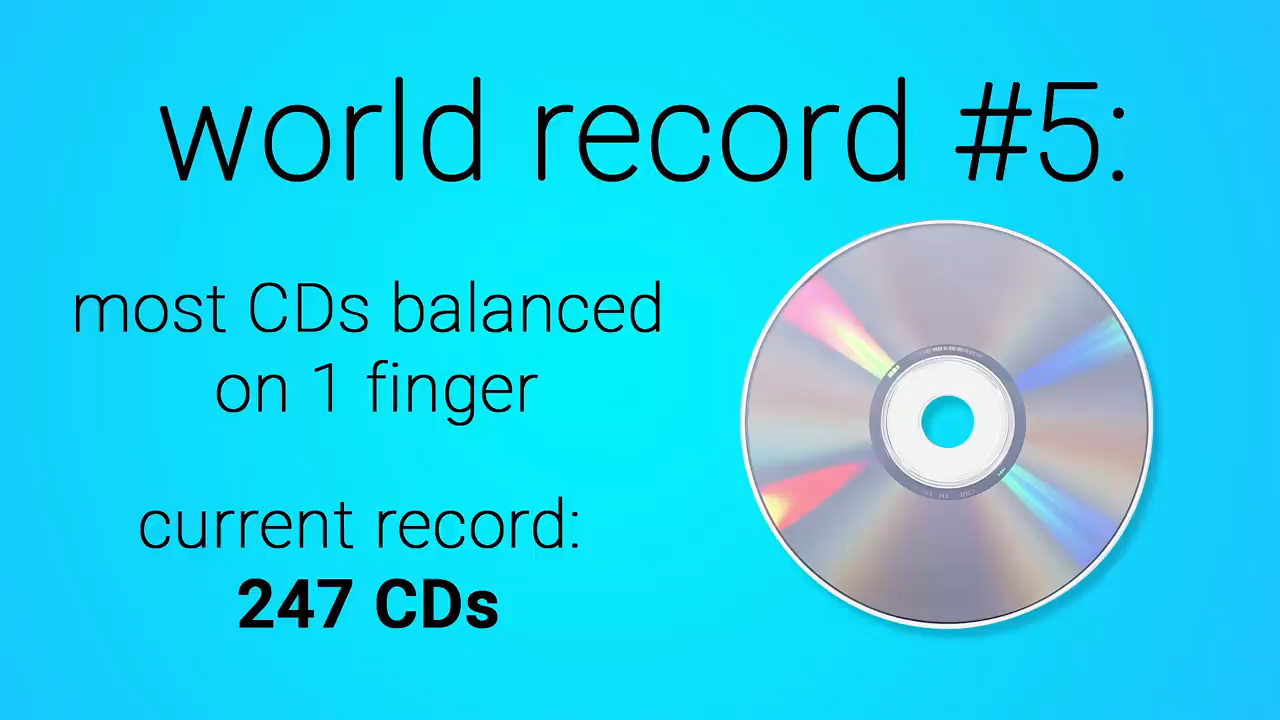 world record #5:
most CDs balanced
on 1 finger
current record:
247 CDs